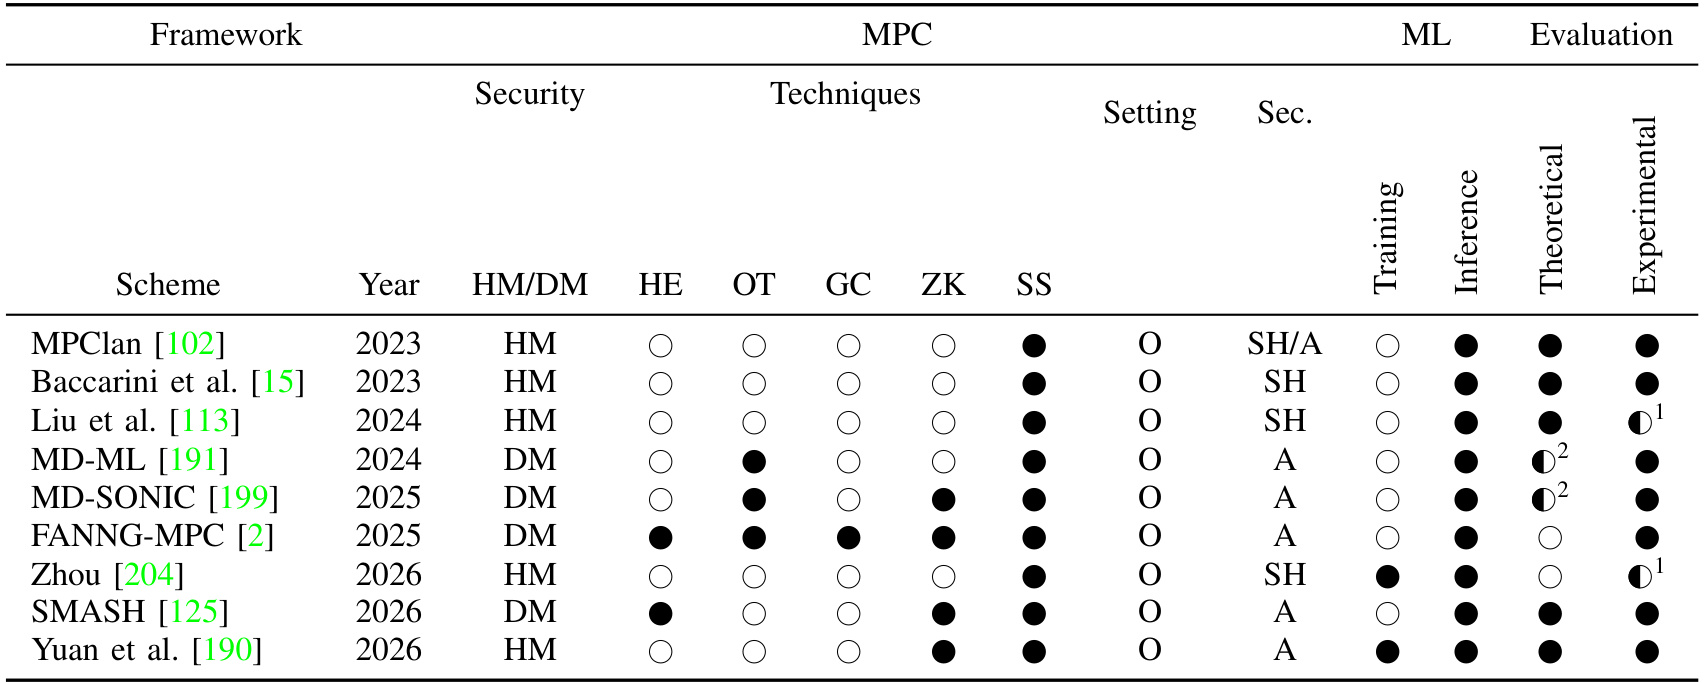 Framework MPC ML Evaluation
Security Techniques Setting Sec. Training Inference Theoretical Experimental
Scheme Year HM/DM HE OT GC ZK SS
MPClan [102] 2023 HM ○ ○ ○ ○ ● O SH/A ○ ● ● ●
Baccarini et al. [15] 2023 HM ○ ○ ○ ○ ● O SH ○ ● ● ●
Liu et al. [113] 2024 HM ○ ○ ○ ○ ● O SH ○ ● ● ◐1
MD-ML [191] 2024 DM ○ ● ○ ○ ● O A ○ ● ◐2 ●
MD-SONIC [199] 2025 DM ○ ● ○ ● ● O A ○ ● ◐2 ●
FANNG-MPC [2] 2025 DM ● ● ● ● ● O A ○ ● ○ ●
Zhou [204] 2026 HM ○ ○ ○ ○ ● O SH ● ● ○ ◐1
SMASH [125] 2026 DM ● ○ ○ ● ● O A ○ ● ● ●
Yuan et al. [190] 2026 HM ○ ○ ○ ● ● O A ● ● ● ●